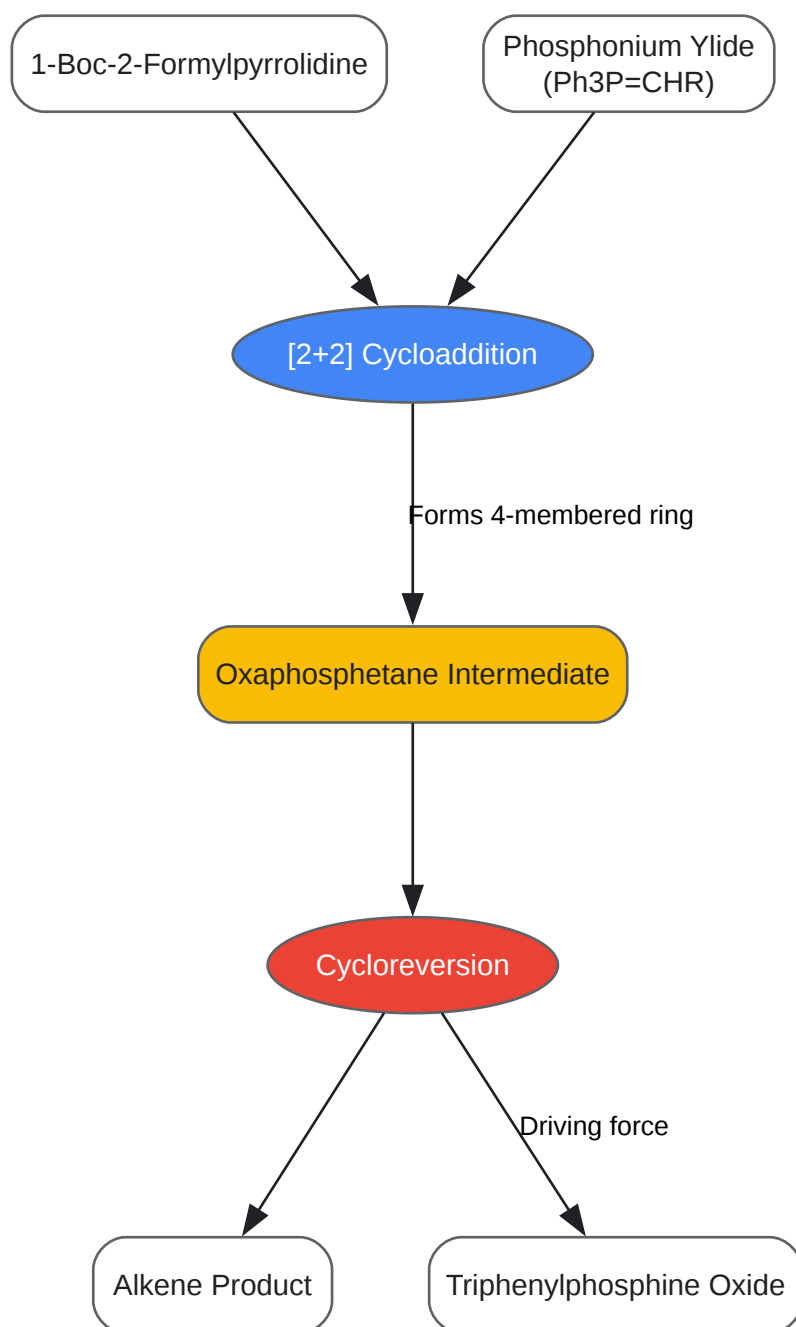 1-Boc-2-Formylpyrrolidine
Phosphonium Ylide
(Ph3P=CHR)
[2+2] Cycloaddition
Forms 4-membered ring
Oxaphosphetane Intermediate
Cycloreversion
Driving force
Alkene Product
Triphenylphosphine Oxide